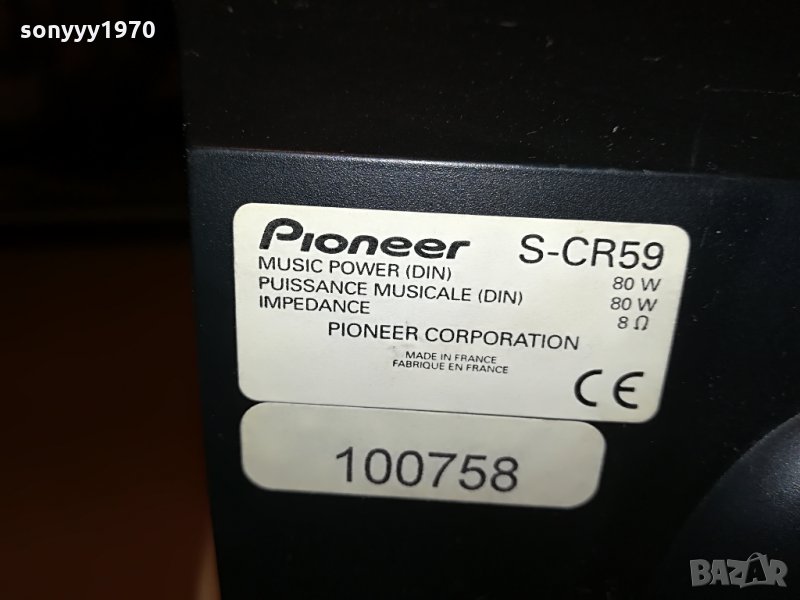 sonyyy1970
Pioneer S-CR59
MUSIC POWER (DIN) 80 W
PUISSANCE MUSICALE (DIN) 80 W
IMPEDANCE 8 Ω
PIONEER CORPORATION
MADE IN FRANCE
FABRIQUE EN FRANCE
CE
100758
BAZAR